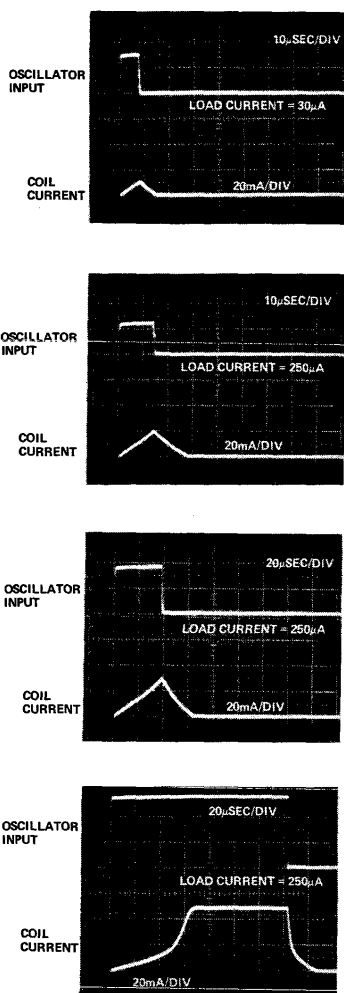 10μSEC/DIV
OSCILLATOR
INPUT
LOAD CURRENT = 30μA
COIL
CURRENT
20mA/DIV
10μSEC/DIV
OSCILLATOR
INPUT
LOAD CURRENT = 250μA
COIL
CURRENT
20mA/DIV
20μSEC/DIV
OSCILLATOR
INPUT
LOAD CURRENT = 250μA
COIL
CURRENT
20mA/DIV
OSCILLATOR
INPUT
20μSEC/DIV
LOAD CURRENT = 250μA
COIL
CURRENT
20mA/DIV